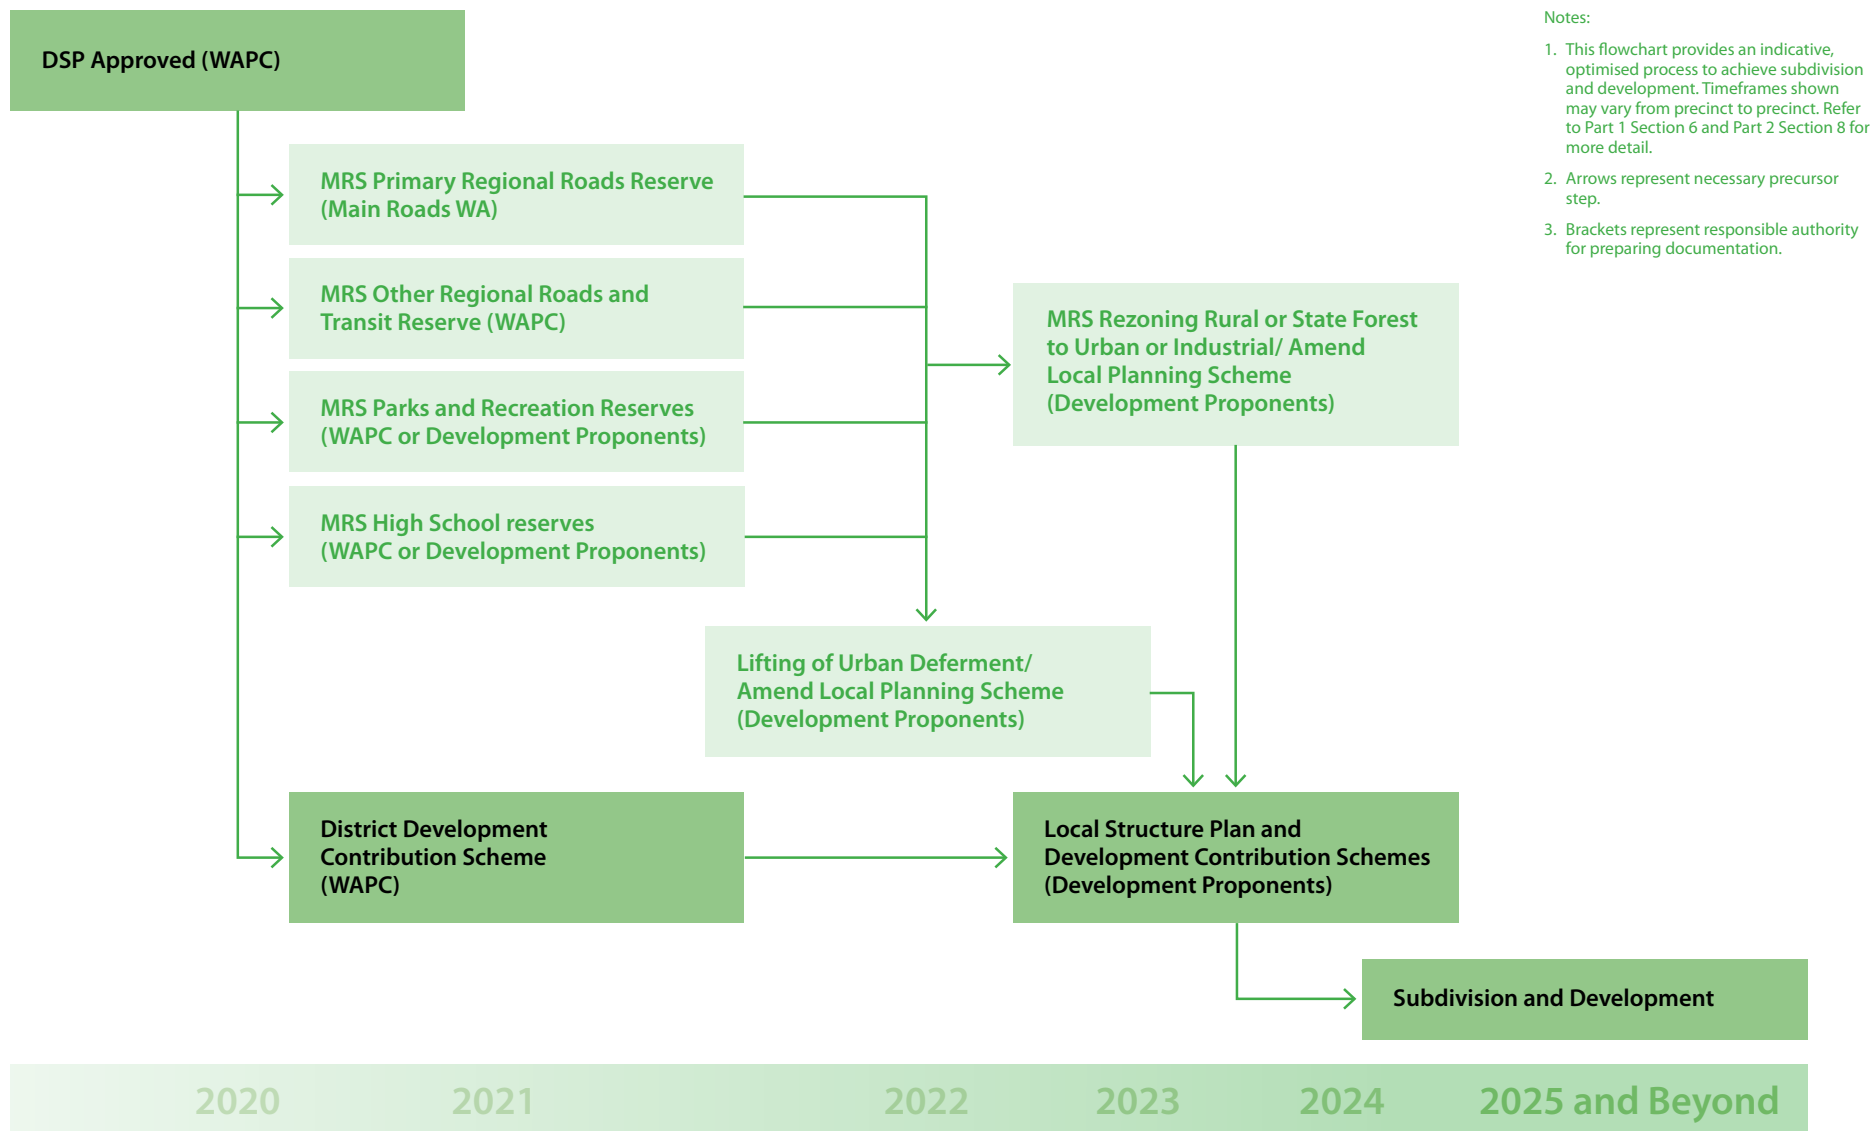 DSP Approved (WAPC)
Notes:
1. This flowchart provides an indicative,
optimised process to achieve subdivision
and development. Timeframes shown
may vary from precinct to precinct. Refer
to Part 1 Section 6 and Part 2 Section 8 for
more detail.
2. Arrows represent necessary precursor
step.
3. Brackets represent responsible authority
for preparing documentation.
MRS Primary Regional Roads Reserve
(Main Roads WA)
MRS Other Regional Roads and
Transit Reserve (WAPC)
MRS Parks and Recreation Reserves
(WAPC or Development Proponents)
MRS High School reserves
(WAPC or Development Proponents)
MRS Rezoning Rural or State Forest
to Urban or Industrial/ Amend
Local Planning Scheme
(Development Proponents)
Lifting of Urban Deferment/
Amend Local Planning Scheme
(Development Proponents)
District Development
Contribution Scheme
(WAPC)
Local Structure Plan and
Development Contribution Schemes
(Development Proponents)
Subdivision and Development
2020 2021 2022 2023 2024 2025 and Beyond